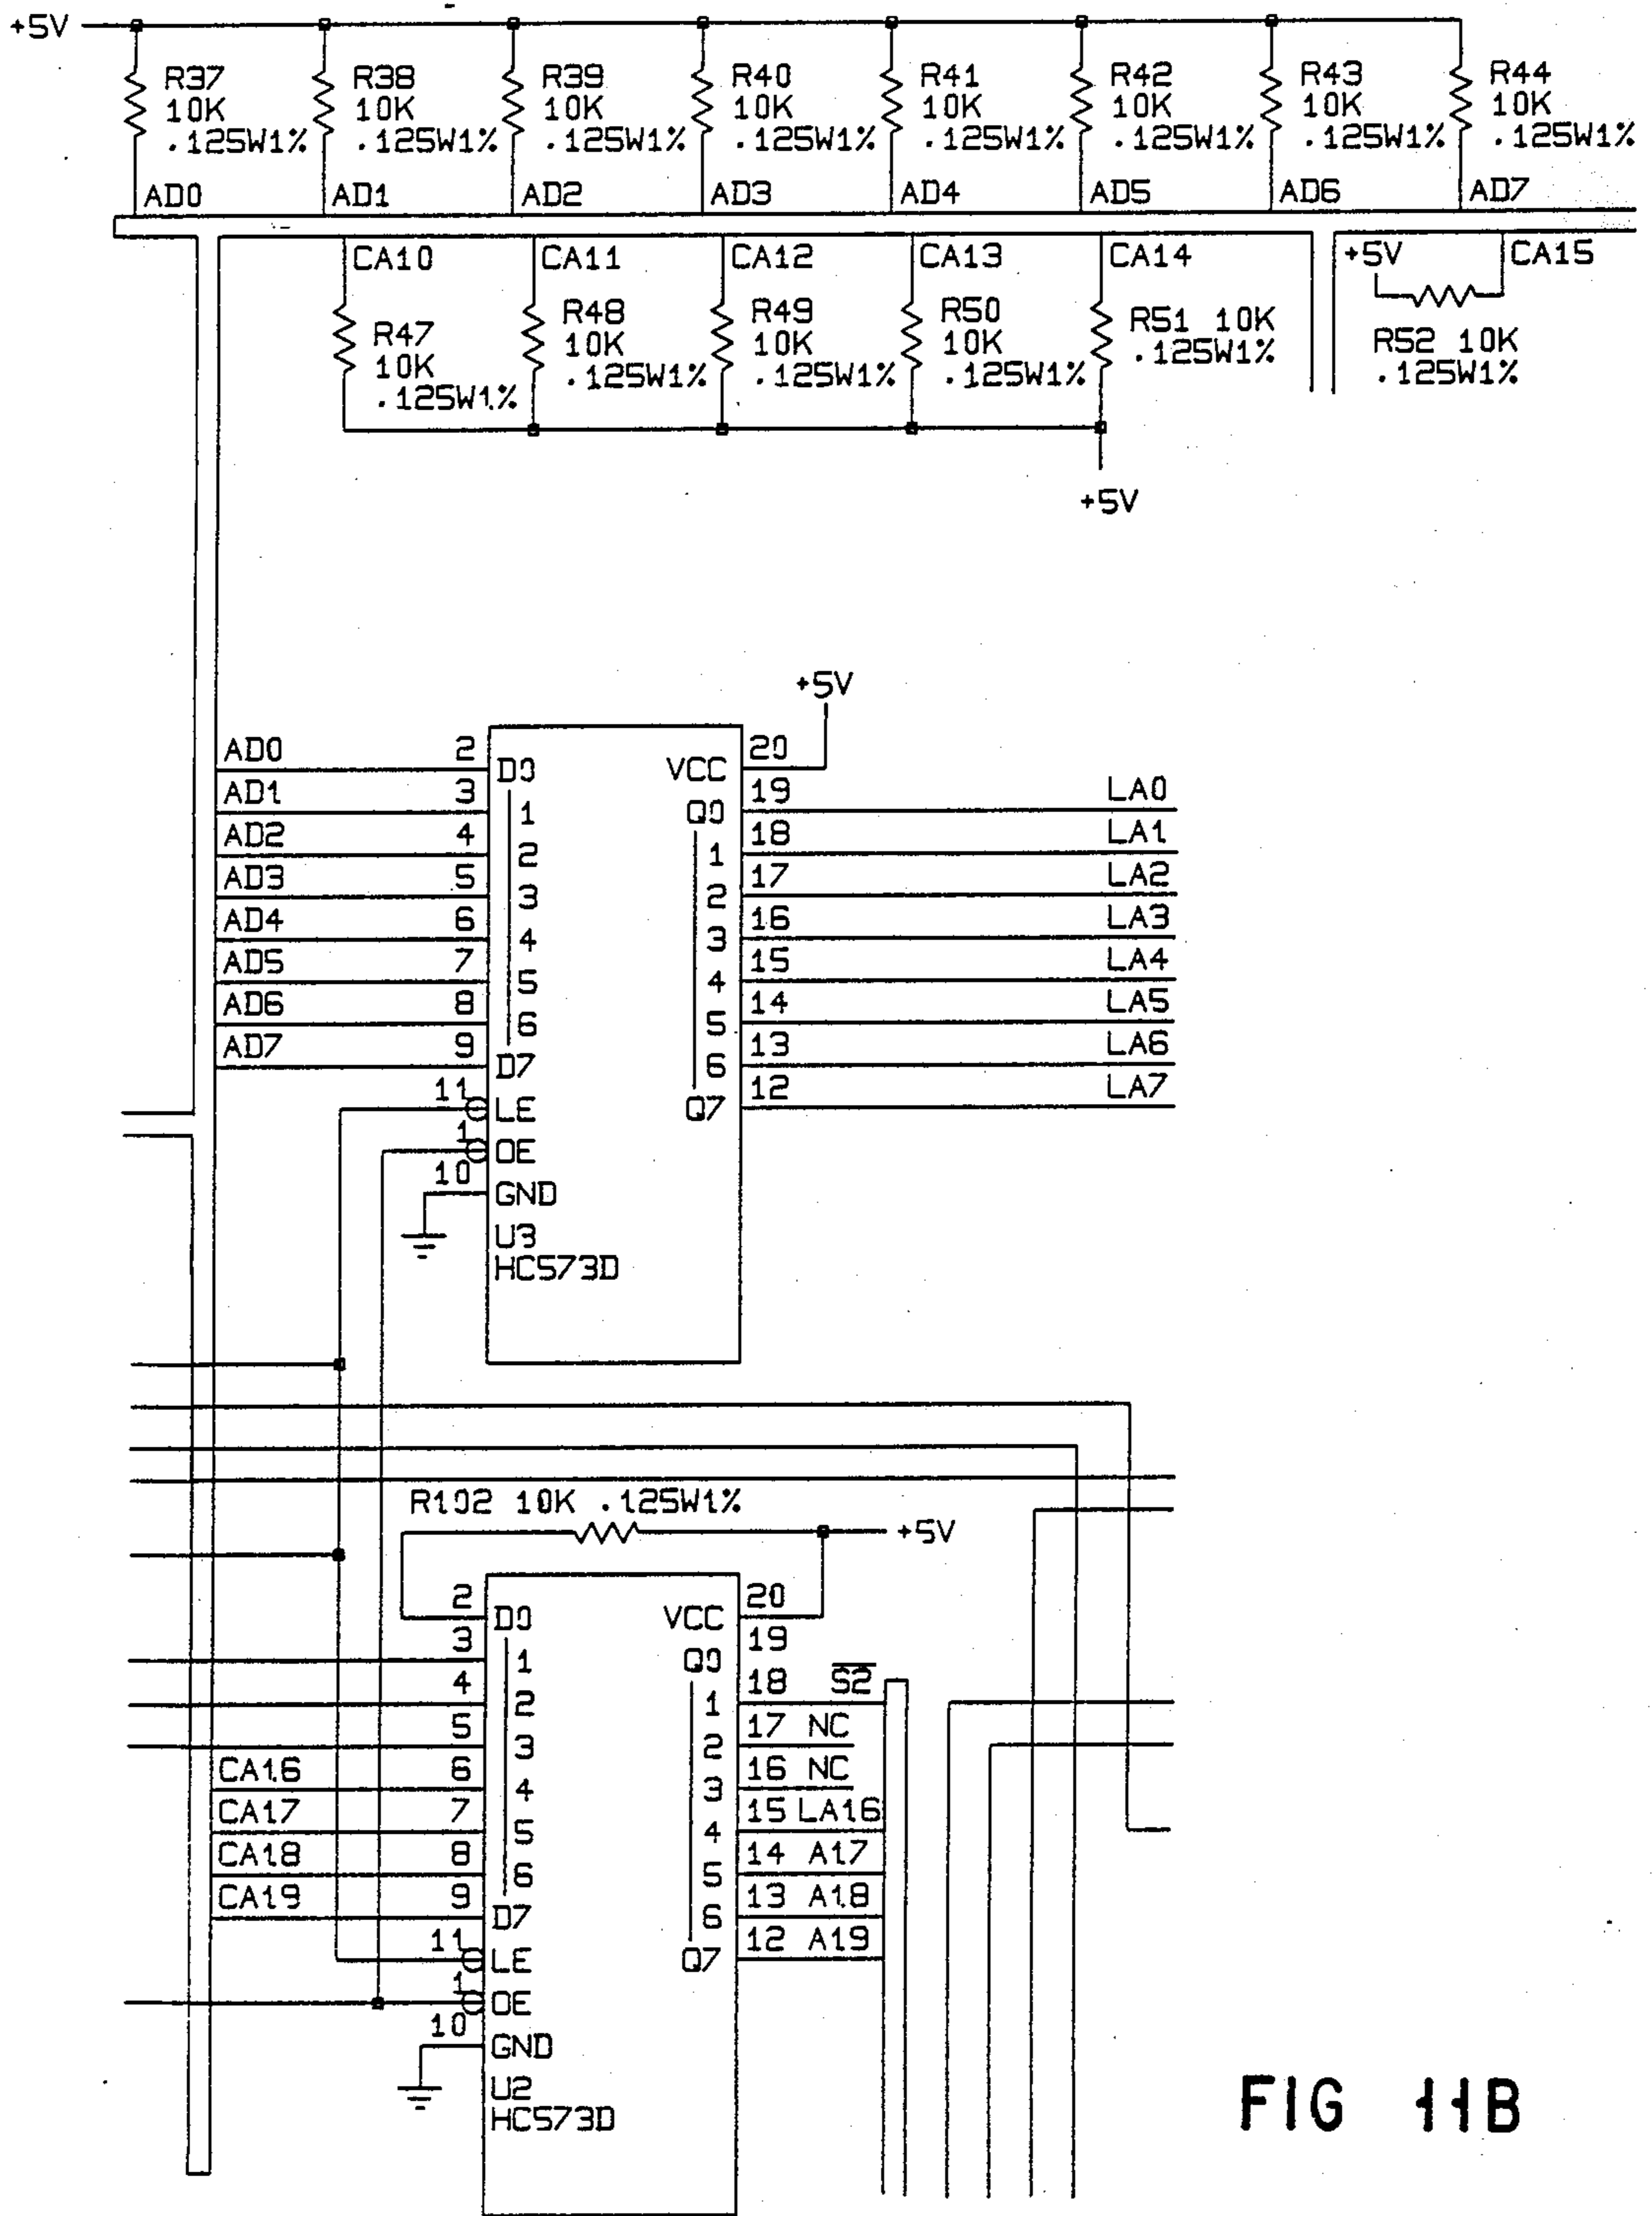 +5V
R37
10K
.125W1%
R38
10K
.125W1%
R39
10K
.125W1%
R40
10K
.125W1%
R41
10K
.125W1%
R42
10K
.125W1%
R43
10K
.125W1%
R44
10K
.125W1%
AD0 AD1 AD2 AD3 AD4 AD5 AD6 AD7
CA10 CA11 CA12 CA13 CA14 +5V CA15
R47
10K
.125W1%
R48
10K
.125W1%
R49
10K
.125W1%
R50
10K
.125W1%
R51 10K
.125W1%
R52 10K
.125W1%
+5V
+5V
AD0 2 D0 VCC 20
AD1 3 1 Q0 19 LA0
AD2 4 2 1 18 LA1
AD3 5 3 2 17 LA2
AD4 6 4 3 16 LA3
AD5 7 5 4 15 LA4
AD6 8 6 5 14 LA5
AD7 9 D7 6 13 LA6
11 LE Q7 12 LA7
1 OE
10 GND
U3
HC573D
R102 10K .125W1%
+5V
2 D0 VCC 20
3 1 Q0 19
4 2 1 18 S2
5 3 2 17 NC
CA16 6 4 3 16 NC
CA17 7 5 4 15 LA16
CA18 8 6 5 14 A17
CA19 9 D7 6 13 A18
11 LE Q7 12 A19
1 OE
10 GND
U2
HC573D
FIG 11B